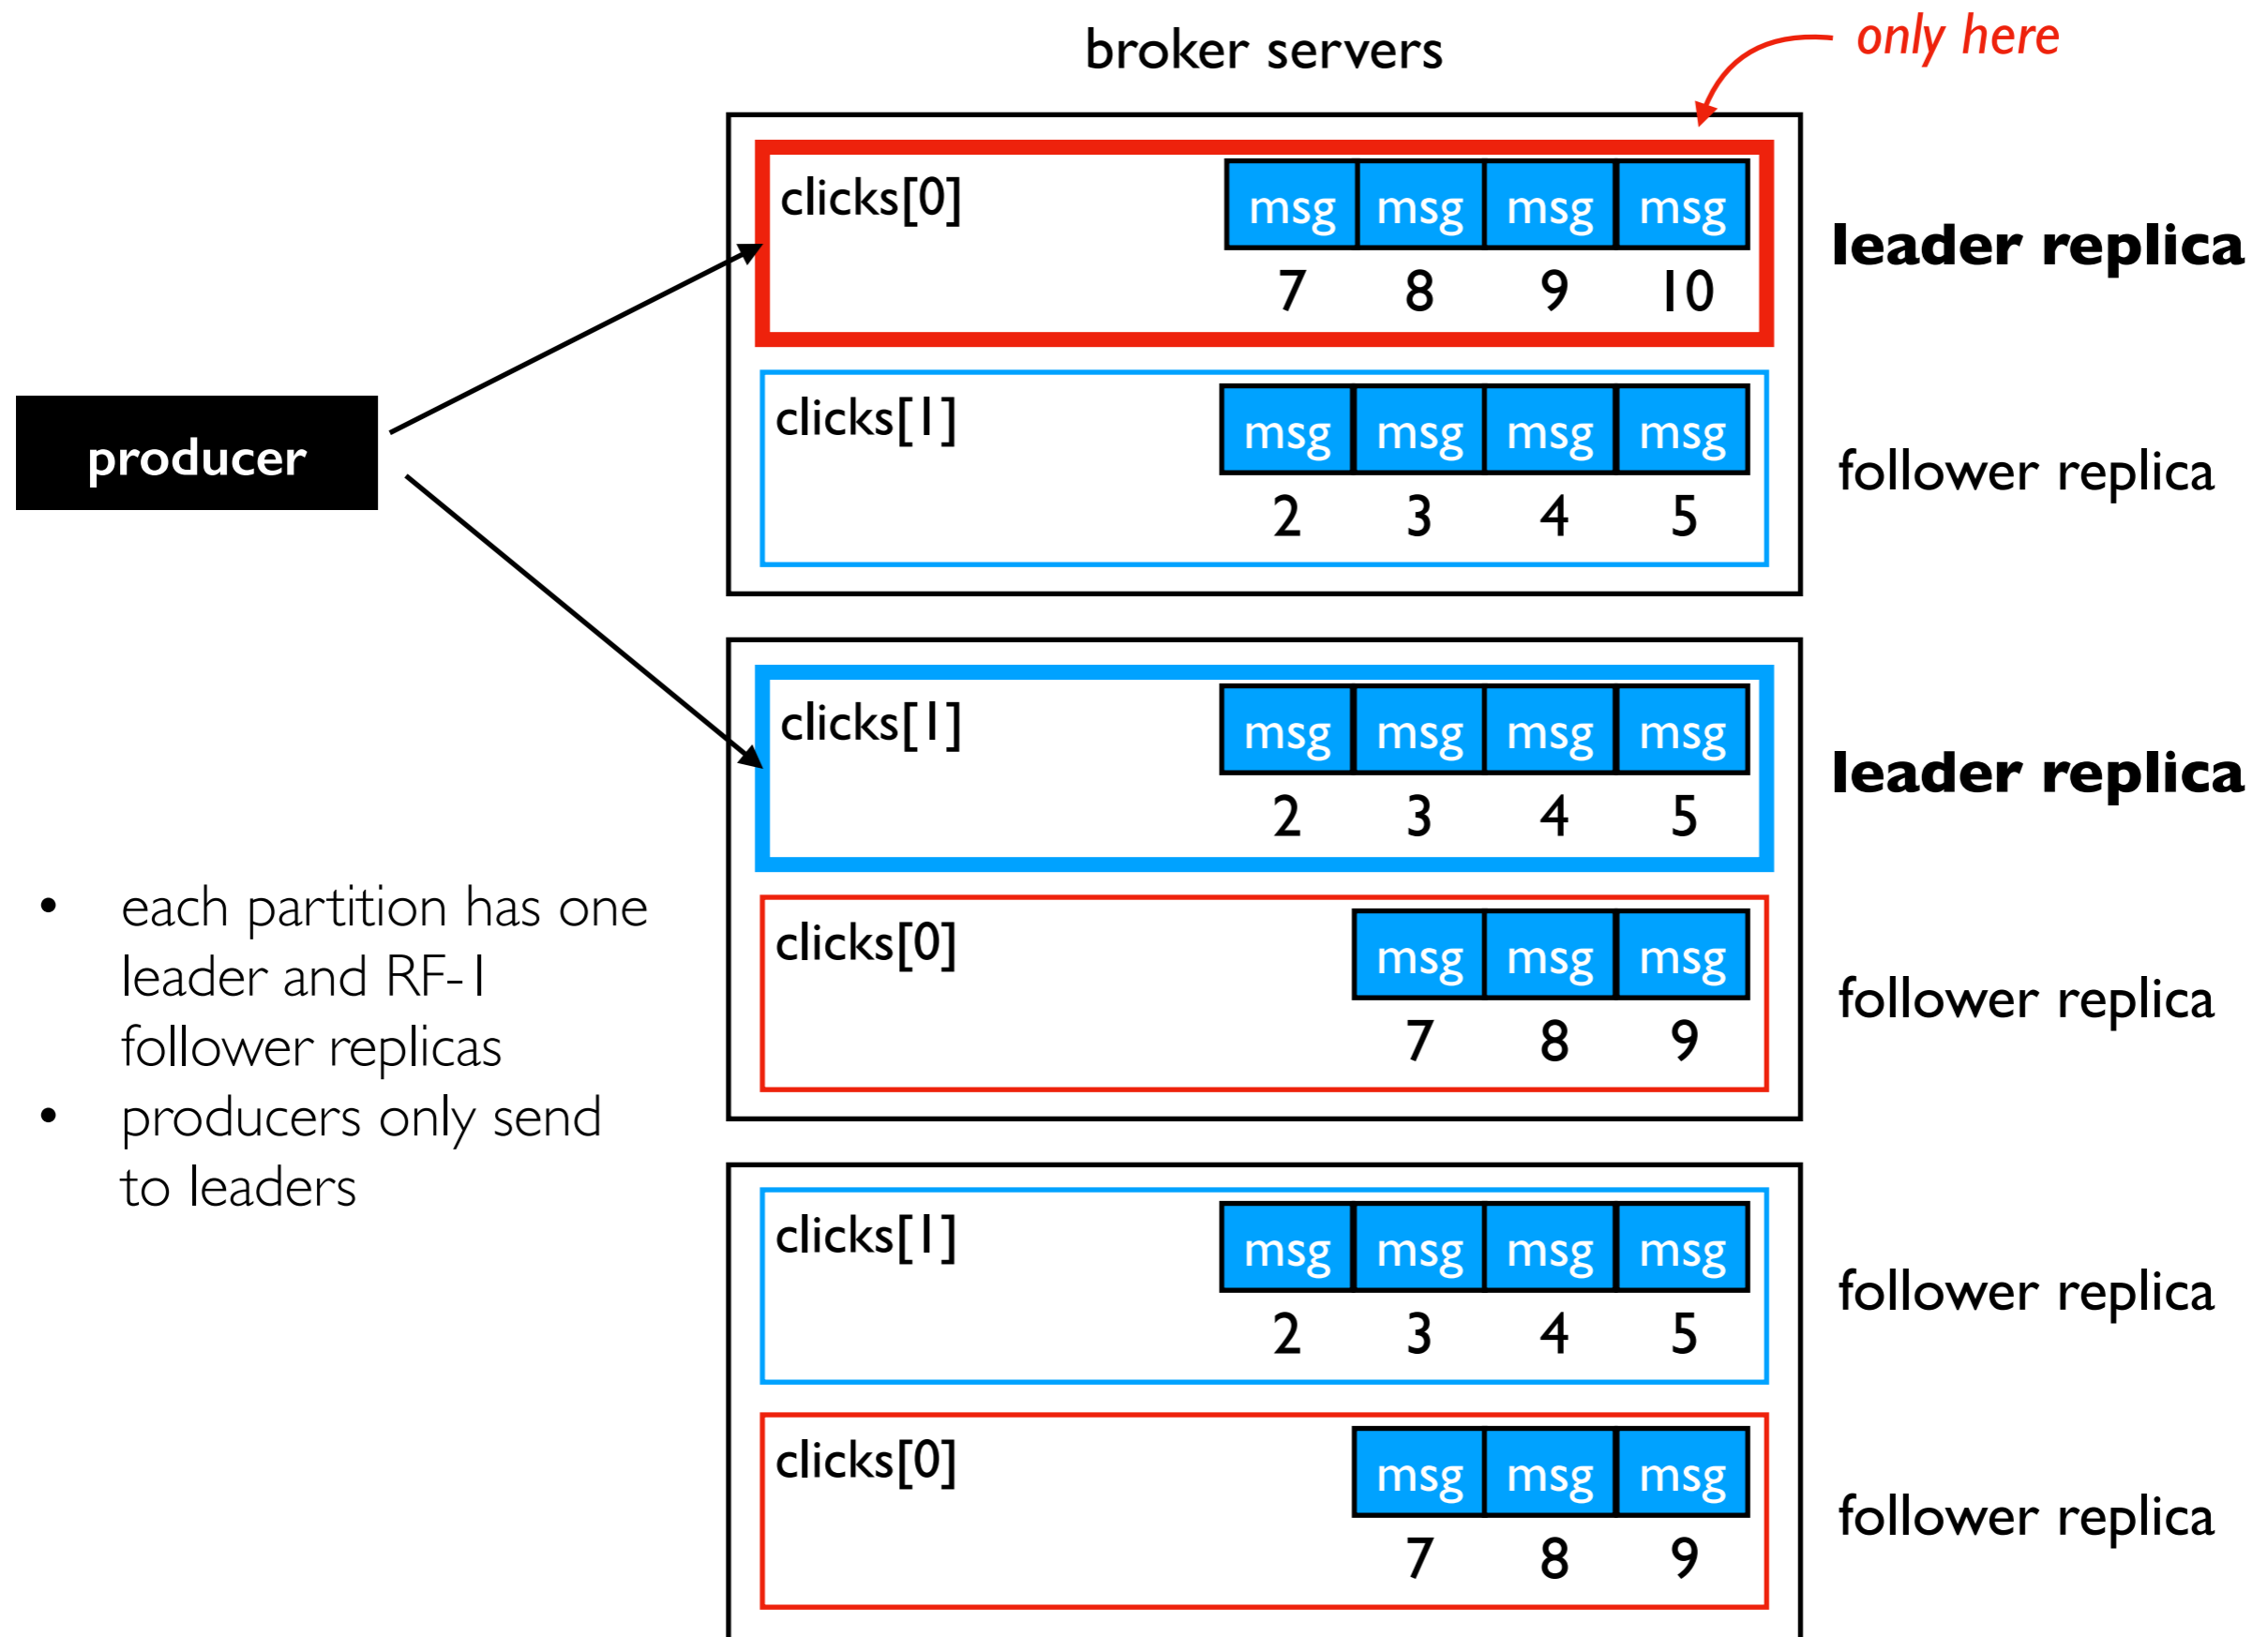 broker servers
only here
clicks[0]
msg msg msg msg
7 8 9 10
leader replica
clicks[1]
msg msg msg msg
2 3 4 5
follower replica
producer
clicks[1]
msg msg msg msg
2 3 4 5
leader replica
clicks[0]
msg msg msg
7 8 9
follower replica
• each partition has one
leader and RF-1
follower replicas
• producers only send
to leaders
clicks[1]
msg msg msg msg
2 3 4 5
follower replica
clicks[0]
msg msg msg
7 8 9
follower replica